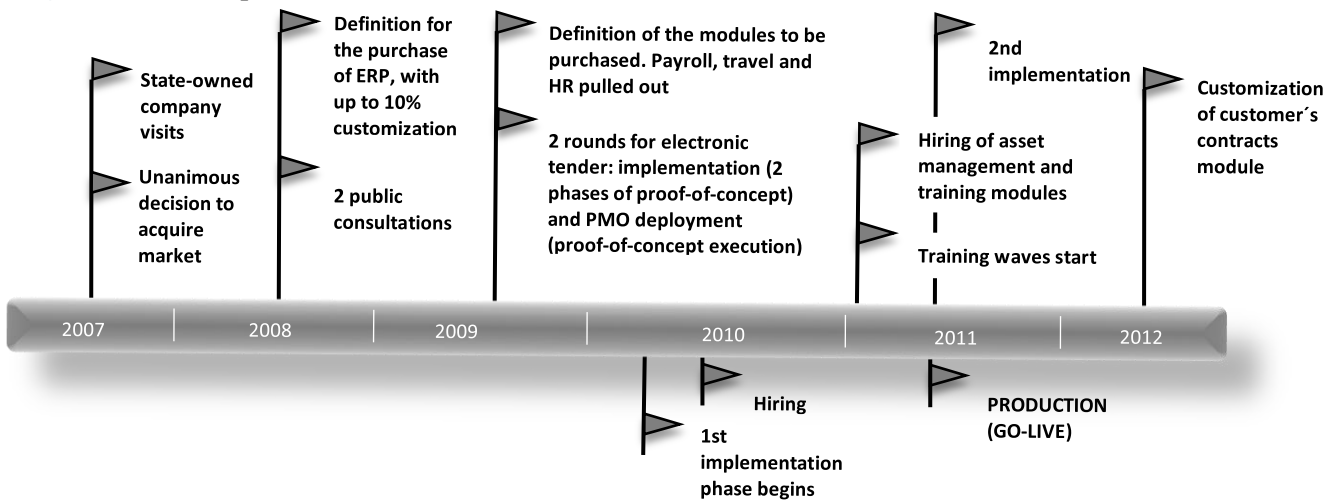 State-owned
company
visits
Unanimous
decision to
acquire
market
Definition for
the purchase
of ERP, with
up to 10%
customization
2 public
consultations
Definition of the modules to be
purchased. Payroll, travel and
HR pulled out
2 rounds for electronic
tender: implementation (2
phases of proof-of-concept)
and PMO deployment
(proof-of-concept execution)
2nd
implementation
Hiring of asset
management and
training modules
Training waves start
Customization
of customer´s
contracts
module
2007
2008
2009
2010
2011
2012
Hiring
1st
implementation
phase begins
PRODUCTION
(GO-LIVE)